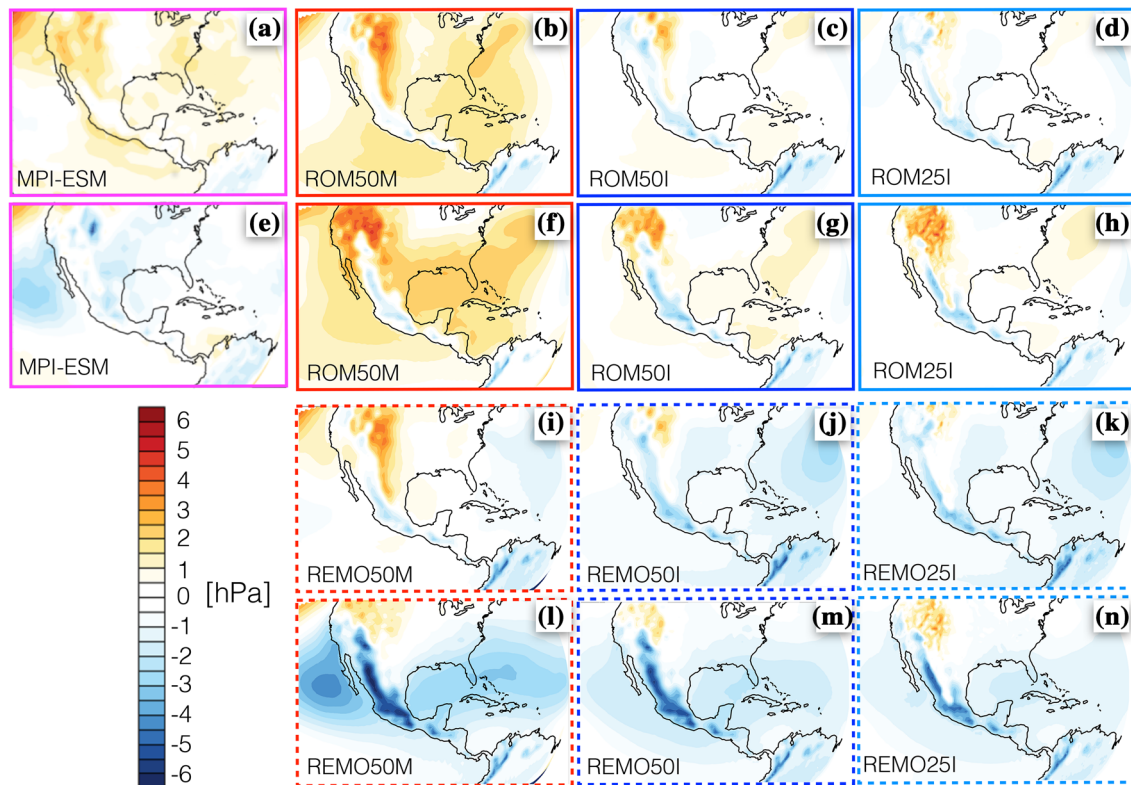 (a)
MPI-ESM
(b)
ROM50M
(c)
ROM50I
(d)
ROM25I
(e)
MPI-ESM
(f)
ROM50M
(g)
ROM50I
(h)
ROM25I
6
5
4
3
2
1
0
-1
-2
-3
-4
-5
-6
[hPa]
(i)
REMO50M
(j)
REMO50I
(k)
REMO25I
(l)
REMO50M
(m)
REMO50I
(n)
REMO25I